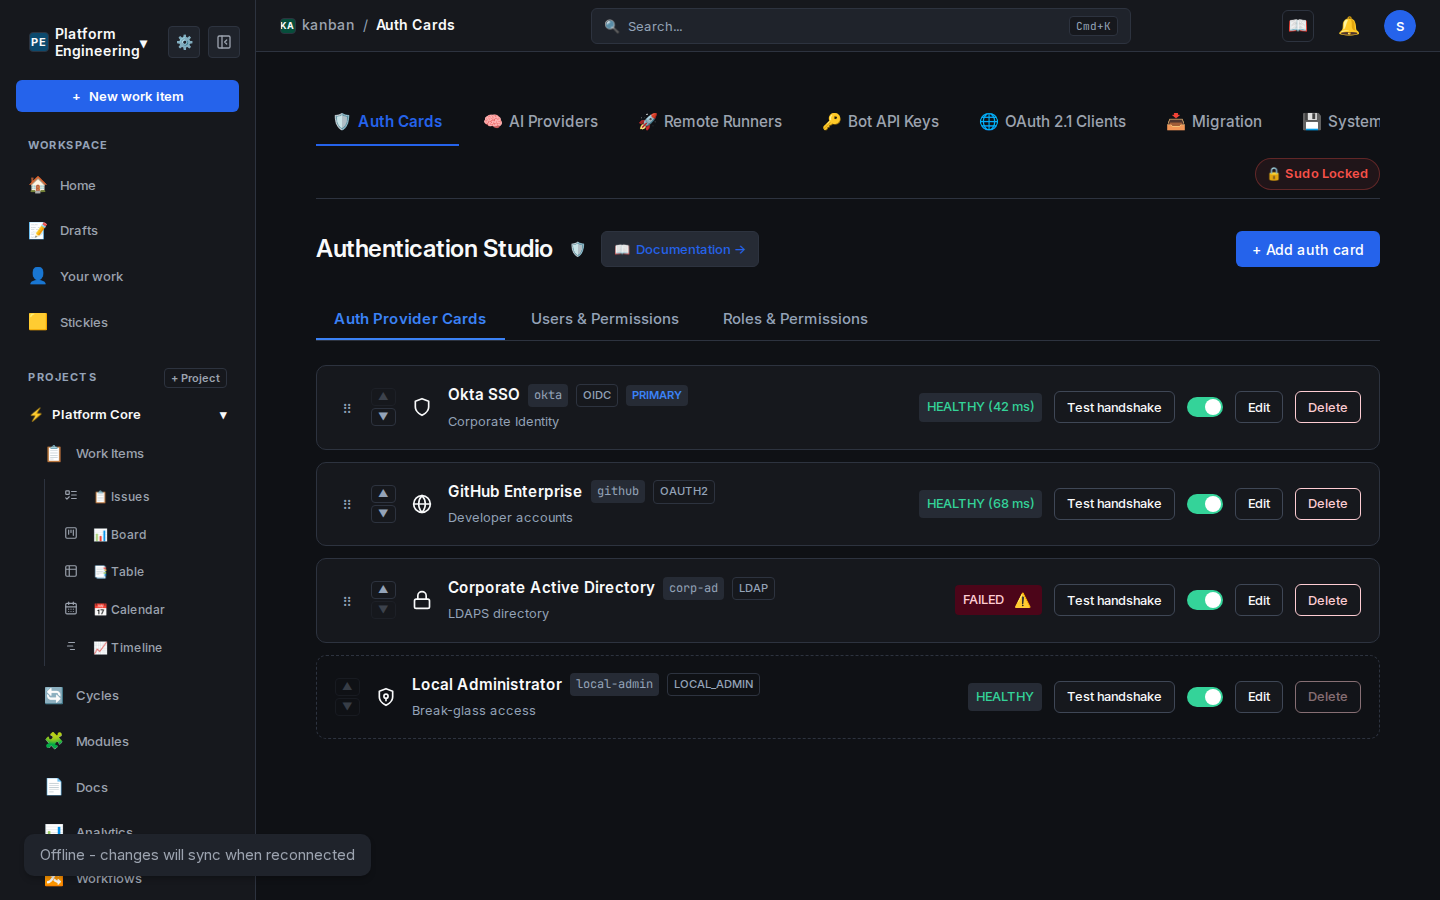 PE Platform Engineering ▾
+ New work item
WORKSPACE
Home
Drafts
Your work
Stickies
PROJECTS
+ Project
Platform Core ▾
Work Items
Issues
Board
Table
Calendar
Timeline
Cycles
Modules
Docs
Analytics
Workflows
Offline - changes will sync when reconnected
KA kanban / Auth Cards
Search...
Cmd+K
S
Auth Cards
AI Providers
Remote Runners
Bot API Keys
OAuth 2.1 Clients
Migration
System
Sudo Locked
Authentication Studio
Documentation →
+ Add auth card
Auth Provider Cards
Users & Permissions
Roles & Permissions
Okta SSO okta OIDC PRIMARY
Corporate Identity
HEALTHY (42 ms) Test handshake Edit Delete
GitHub Enterprise github OAUTH2
Developer accounts
HEALTHY (68 ms) Test handshake Edit Delete
Corporate Active Directory corp-ad LDAP
LDAPS directory
FAILED Test handshake Edit Delete
Local Administrator local-admin LOCAL_ADMIN
Break-glass access
HEALTHY Test handshake Edit Delete